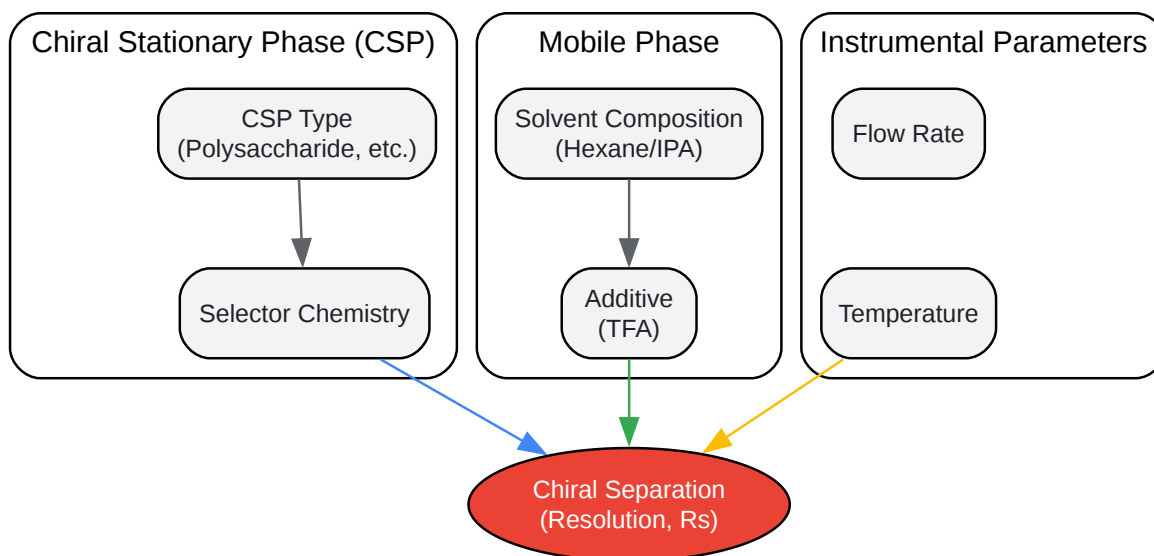 Chiral Stationary Phase (CSP)
Mobile Phase
Instrumental Parameters
CSP Type
(Polysaccharide, etc.)
Solvent Composition
(Hexane/IPA)
Flow Rate
Selector Chemistry
Additive
(TFA)
Temperature
Chiral Separation
(Resolution, Rs)